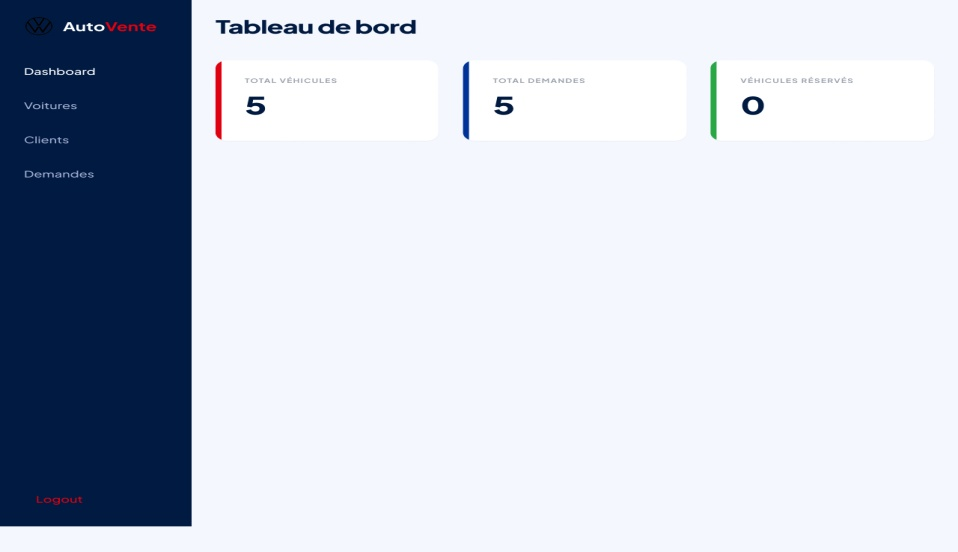 AutoVente
Dashboard
Voitures
Clients
Demandes
Logout
Tableau de bord
TOTAL VÉHICULES
5
TOTAL DEMANDES
5
VÉHICULES RÉSERVÉS
0